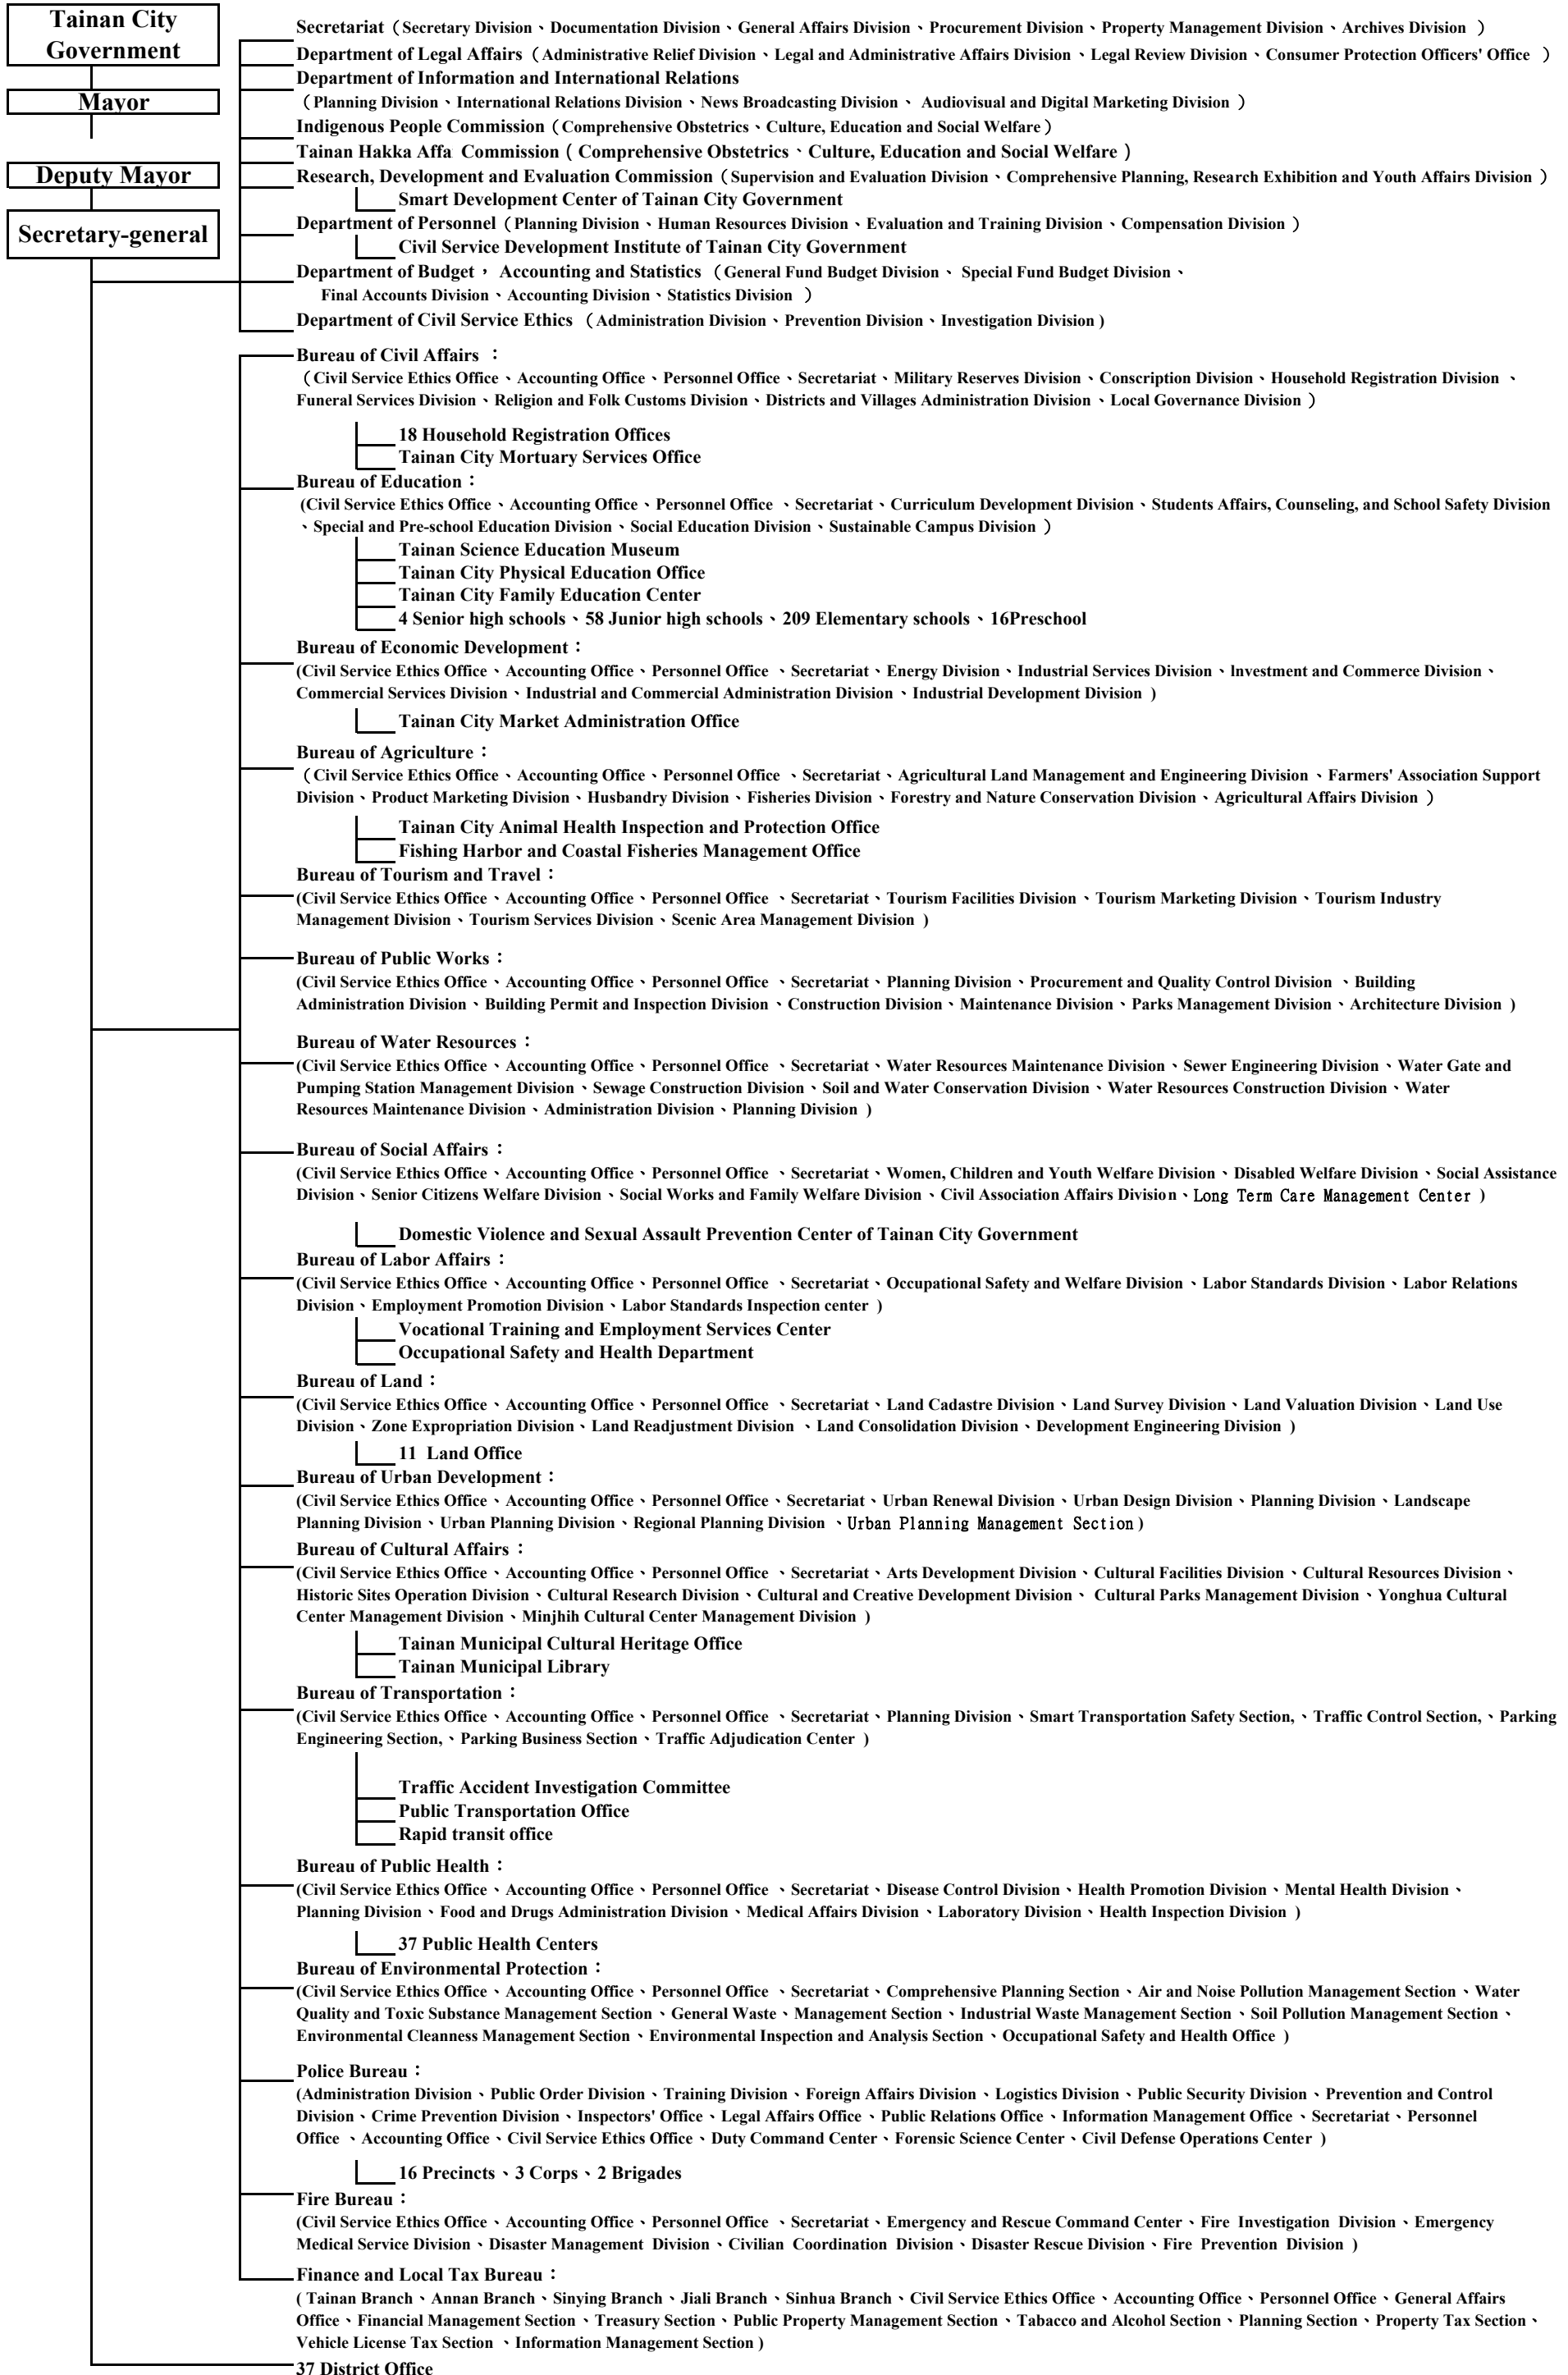 Tainan City
Government
Mayor
Deputy Mayor
Secretary-general
Secretariat（Secretary Division、Documentation Division、General Affairs Division、Procurement Division、Property Management Division、Archives Division ）
Department of Legal Affairs（Administrative Relief Division、Legal and Administrative Affairs Division、Legal Review Division、Consumer Protection Officers' Office ）
Department of Information and International Relations
（Planning Division、International Relations Division、News Broadcasting Division、 Audiovisual and Digital Marketing Division ）
Indigenous People Commission（Comprehensive Obstetrics、Culture, Education and Social Welfare）
Tainan Hakka Affa Commission（ Comprehensive Obstetrics、Culture, Education and Social Welfare ）
Research, Development and Evaluation Commission（Supervision and Evaluation Division、Comprehensive Planning, Research Exhibition and Youth Affairs Division ）
Smart Development Center of Tainan City Government
Department of Personnel（Planning Division、Human Resources Division、Evaluation and Training Division、Compensation Division ）
Civil Service Development Institute of Tainan City Government
Department of Budget， Accounting and Statistics （General Fund Budget Division、 Special Fund Budget Division、
Final Accounts Division、Accounting Division、Statistics Division ）
Department of Civil Service Ethics （Administration Division、Prevention Division、Investigation Division )
Bureau of Civil Affairs ：
（Civil Service Ethics Office、Accounting Office、Personnel Office、Secretariat、Military Reserves Division、Conscription Division、Household Registration Division 、
Funeral Services Division、Religion and Folk Customs Division、Districts and Villages Administration Division、Local Governance Division ）
18 Household Registration Offices
Tainan City Mortuary Services Office
Bureau of Education：
(Civil Service Ethics Office、Accounting Office、Personnel Office 、Secretariat、Curriculum Development Division、Students Affairs, Counseling, and School Safety Division
、Special and Pre-school Education Division、Social Education Division、Sustainable Campus Division ）
Tainan Science Education Museum
Tainan City Physical Education Office
Tainan City Family Education Center
4 Senior high schools、58 Junior high schools、209 Elementary schools、16Preschool
Bureau of Economic Development：
(Civil Service Ethics Office、Accounting Office、Personnel Office 、Secretariat、Energy Division、Industrial Services Division、lnvestment and Commerce Division、
Commercial Services Division、Industrial and Commercial Administration Division、Industrial Development Division )
Tainan City Market Administration Office
Bureau of Agriculture：
（Civil Service Ethics Office、Accounting Office、Personnel Office 、Secretariat、Agricultural Land Management and Engineering Division、Farmers' Association Support
Division、Product Marketing Division、Husbandry Division、Fisheries Division、Forestry and Nature Conservation Division、Agricultural Affairs Division ）
Tainan City Animal Health Inspection and Protection Office
Fishing Harbor and Coastal Fisheries Management Office
Bureau of Tourism and Travel：
(Civil Service Ethics Office、Accounting Office、Personnel Office 、Secretariat、Tourism Facilities Division、Tourism Marketing Division、Tourism Industry
Management Division、Tourism Services Division、Scenic Area Management Division )
Bureau of Public Works：
(Civil Service Ethics Office、Accounting Office、Personnel Office 、Secretariat、Planning Division、Procurement and Quality Control Division 、Building
Administration Division、Building Permit and Inspection Division、Construction Division、Maintenance Division、Parks Management Division、Architecture Division )
Bureau of Water Resources：
(Civil Service Ethics Office、Accounting Office、Personnel Office 、Secretariat、Water Resources Maintenance Division、Sewer Engineering Division、Water Gate and
Pumping Station Management Division、Sewage Construction Division、Soil and Water Conservation Division、Water Resources Construction Division、Water
Resources Maintenance Division、Administration Division、Planning Division )
Bureau of Social Affairs：
(Civil Service Ethics Office、Accounting Office、Personnel Office 、Secretariat、Women, Children and Youth Welfare Division、Disabled Welfare Division、Social Assistance
Division、Senior Citizens Welfare Division、Social Works and Family Welfare Division、Civil Association Affairs Division、Long Term Care Management Center )
Domestic Violence and Sexual Assault Prevention Center of Tainan City Government
Bureau of Labor Affairs：
(Civil Service Ethics Office、Accounting Office、Personnel Office 、Secretariat、Occupational Safety and Welfare Division、Labor Standards Division、Labor Relations
Division、Employment Promotion Division、Labor Standards Inspection center )
Vocational Training and Employment Services Center
Occupational Safety and Health Department
Bureau of Land：
(Civil Service Ethics Office、Accounting Office、Personnel Office 、Secretariat、Land Cadastre Division、Land Survey Division、Land Valuation Division、Land Use
Division、Zone Expropriation Division、Land Readjustment Division 、Land Consolidation Division、Development Engineering Division )
11 Land Office
Bureau of Urban Development：
(Civil Service Ethics Office、Accounting Office、Personnel Office、Secretariat、Urban Renewal Division、Urban Design Division、Planning Division、Landscape
Planning Division、Urban Planning Division、Regional Planning Division 、Urban Planning Management Section)
Bureau of Cultural Affairs：
(Civil Service Ethics Office、Accounting Office、Personnel Office 、Secretariat、Arts Development Division、Cultural Facilities Division、Cultural Resources Division、
Historic Sites Operation Division、Cultural Research Division、Cultural and Creative Development Division、 Cultural Parks Management Division、Yonghua Cultural
Center Management Division、Minjhih Cultural Center Management Division )
Tainan Municipal Cultural Heritage Office
Tainan Municipal Library
Bureau of Transportation：
(Civil Service Ethics Office、Accounting Office、Personnel Office 、Secretariat、Planning Division、Smart Transportation Safety Section,、Traffic Control Section,、Parking
Engineering Section,、Parking Business Section、Traffic Adjudication Center )
Traffic Accident Investigation Committee
Public Transportation Office
Rapid transit office
Bureau of Public Health：
(Civil Service Ethics Office、Accounting Office、Personnel Office 、Secretariat、Disease Control Division、Health Promotion Division、Mental Health Division、
Planning Division、Food and Drugs Administration Division、Medical Affairs Division、Laboratory Division、Health Inspection Division )
37 Public Health Centers
Bureau of Environmental Protection：
(Civil Service Ethics Office、Accounting Office、Personnel Office 、Secretariat、Comprehensive Planning Section、Air and Noise Pollution Management Section、Water
Quality and Toxic Substance Management Section、General Waste、Management Section、Industrial Waste Management Section、Soil Pollution Management Section、
Environmental Cleanness Management Section、Environmental Inspection and Analysis Section、Occupational Safety and Health Office )
Police Bureau：
(Administration Division、Public Order Division、Training Division、Foreign Affairs Division、Logistics Division、Public Security Division、Prevention and Control
Division、Crime Prevention Division、Inspectors' Office、Legal Affairs Office、Public Relations Office、Information Management Office、Secretariat、Personnel
Office 、Accounting Office、Civil Service Ethics Office、Duty Command Center、Forensic Science Center、Civil Defense Operations Center )
16 Precincts、3 Corps、2 Brigades
Fire Bureau：
(Civil Service Ethics Office、Accounting Office、Personnel Office 、Secretariat、Emergency and Rescue Command Center、Fire Investigation Division、Emergency
Medical Service Division、Disaster Management Division、Civilian Coordination Division、Disaster Rescue Division、Fire Prevention Division )
Finance and Local Tax Bureau：
( Tainan Branch、Annan Branch、Sinying Branch、Jiali Branch、Sinhua Branch、Civil Service Ethics Office、Accounting Office、Personnel Office、General Affairs
Office、Financial Management Section、Treasury Section、Public Property Management Section、Tabacco and Alcohol Section、Planning Section、Property Tax Section、
Vehicle License Tax Section 、Information Management Section )
37 District Office